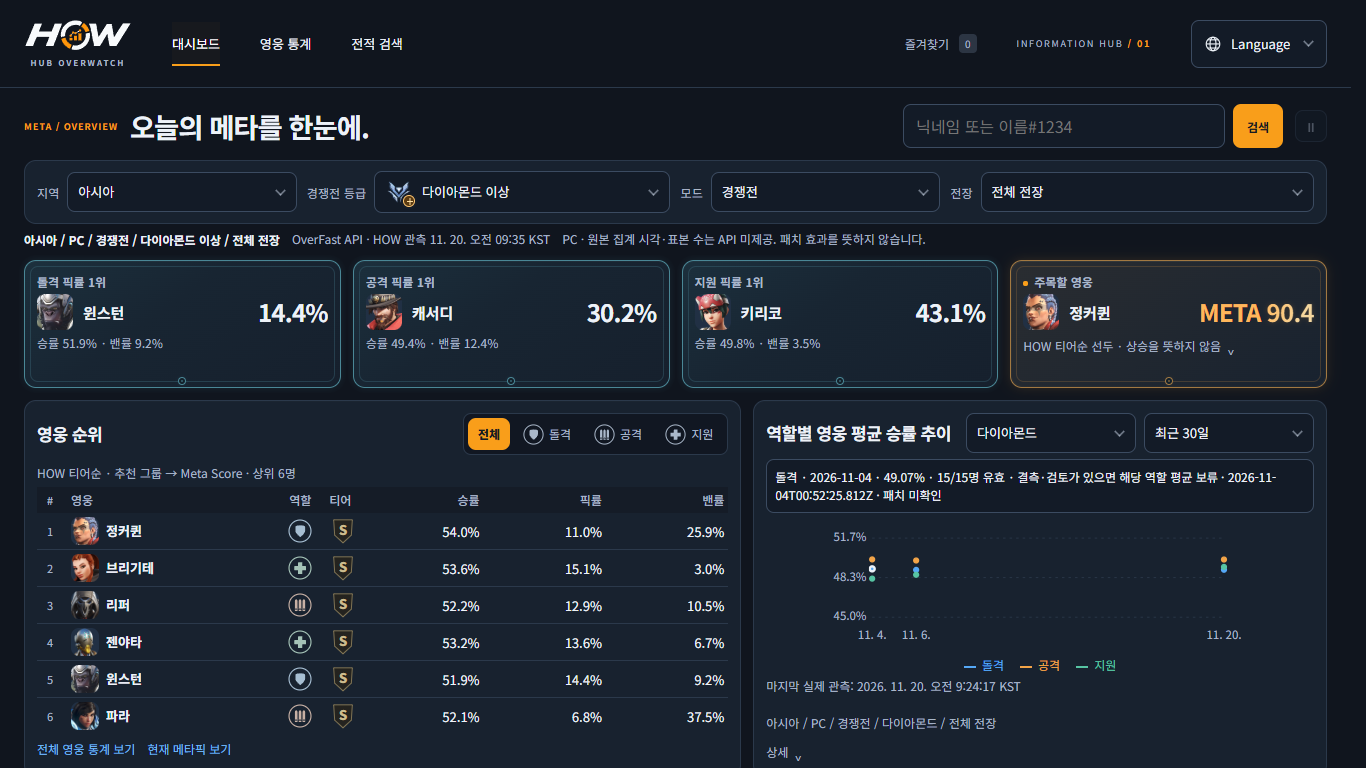 HOW
HUB OVERWATCH
대시보드
영웅 통계
전적 검색
즐겨찾기 0
INFORMATION HUB / 01
Language
META / OVERVIEW
오늘의 메타를 한눈에.
닉네임 또는 이름#1234
검색
지역 아시아
경쟁전 등급 다이아몬드 이상
모드 경쟁전
전장 전체 전장
아시아 / PC / 경쟁전 / 다이아몬드 이상 / 전체 전장 OverFast API · HOW 관측 11. 20. 오전 09:35 KST PC · 원본 집계 시각·표본 수는 API 미제공. 패치 효과를 뜻하지 않습니다.
돌격 픽률 1위
윈스턴 14.4%
승률 51.9% · 밴률 9.2%
공격 픽률 1위
캐서디 30.2%
승률 49.4% · 밴률 12.4%
지원 픽률 1위
키리코 43.1%
승률 49.8% · 밴률 3.5%
주목할 영웅
정커퀸 META 90.4
HOW 티어순 선두 · 상승을 뜻하지 않음
영웅 순위
전체 돌격 공격 지원
HOW 티어순 · 추천 그룹 → Meta Score · 상위 6명
# 영웅 역할 티어 승률 픽률 밴률
1 정커퀸 S 54.0% 11.0% 25.9%
2 브리기테 S 53.6% 15.1% 3.0%
3 리퍼 S 52.2% 12.9% 10.5%
4 젠야타 S 53.2% 13.6% 6.7%
5 윈스턴 S 51.9% 14.4% 9.2%
6 파라 S 52.1% 6.8% 37.5%
전체 영웅 통계 보기 현재 메타픽 보기
역할별 영웅 평균 승률 추이
다이아몬드
최근 30일
돌격 · 2026-11-04 · 49.07% · 15/15명 유효 · 결측·검토가 있으면 해당 역할 평균 보류 · 2026-11-
04T00:52:25.812Z · 패치 미확인
51.7%
48.3%
45.0%
11. 4. 11. 6. 11. 20.
돌격 공격 지원
마지막 실제 관측: 2026. 11. 20. 오전 9:24:17 KST
아시아 / PC / 경쟁전 / 다이아몬드 / 전체 전장
상세